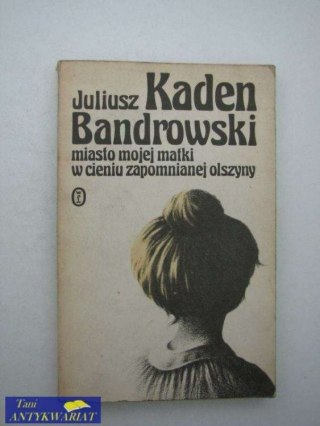 Juliusz Kaden
Bandrowski
miasto mojej matki
w cieniu zapomnianej olszyny
Tani
ANTYKWARIAT